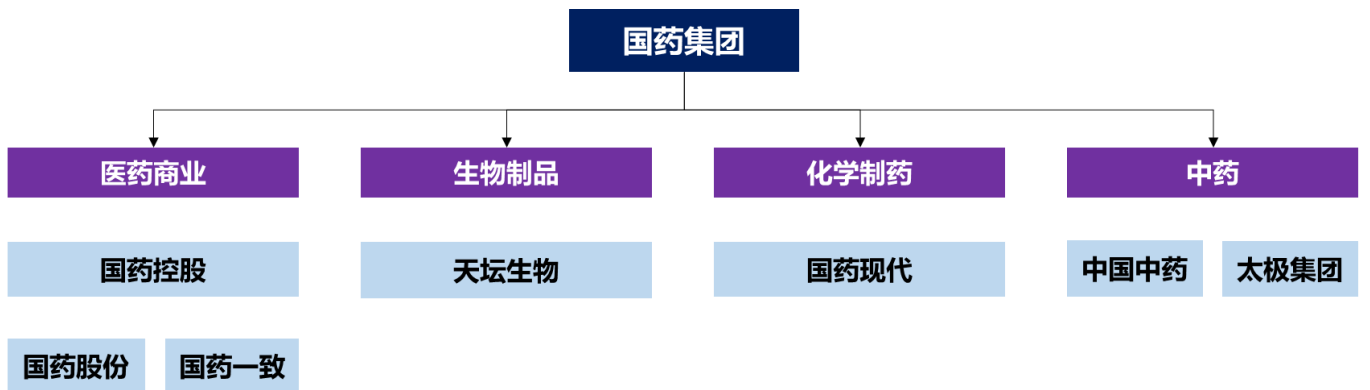 国药集团
医药商业
生物制品
化学制药
中药
国药控股
天坛生物
国药现代
中国中药
太极集团
国药股份
国药一致